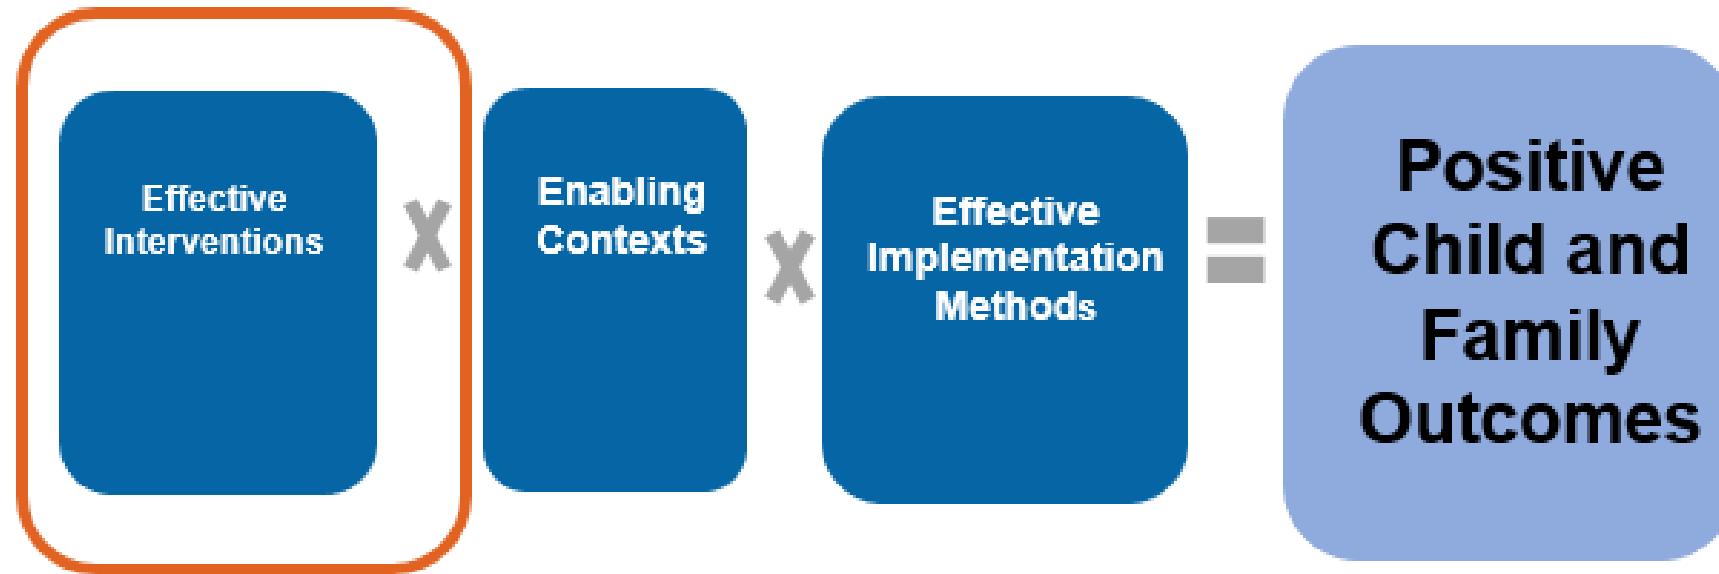 Effective
Interventions
x
Enabling
Contexts
x
Effective
Implementation
Methods
=
Positive
Child and
Family
Outcomes